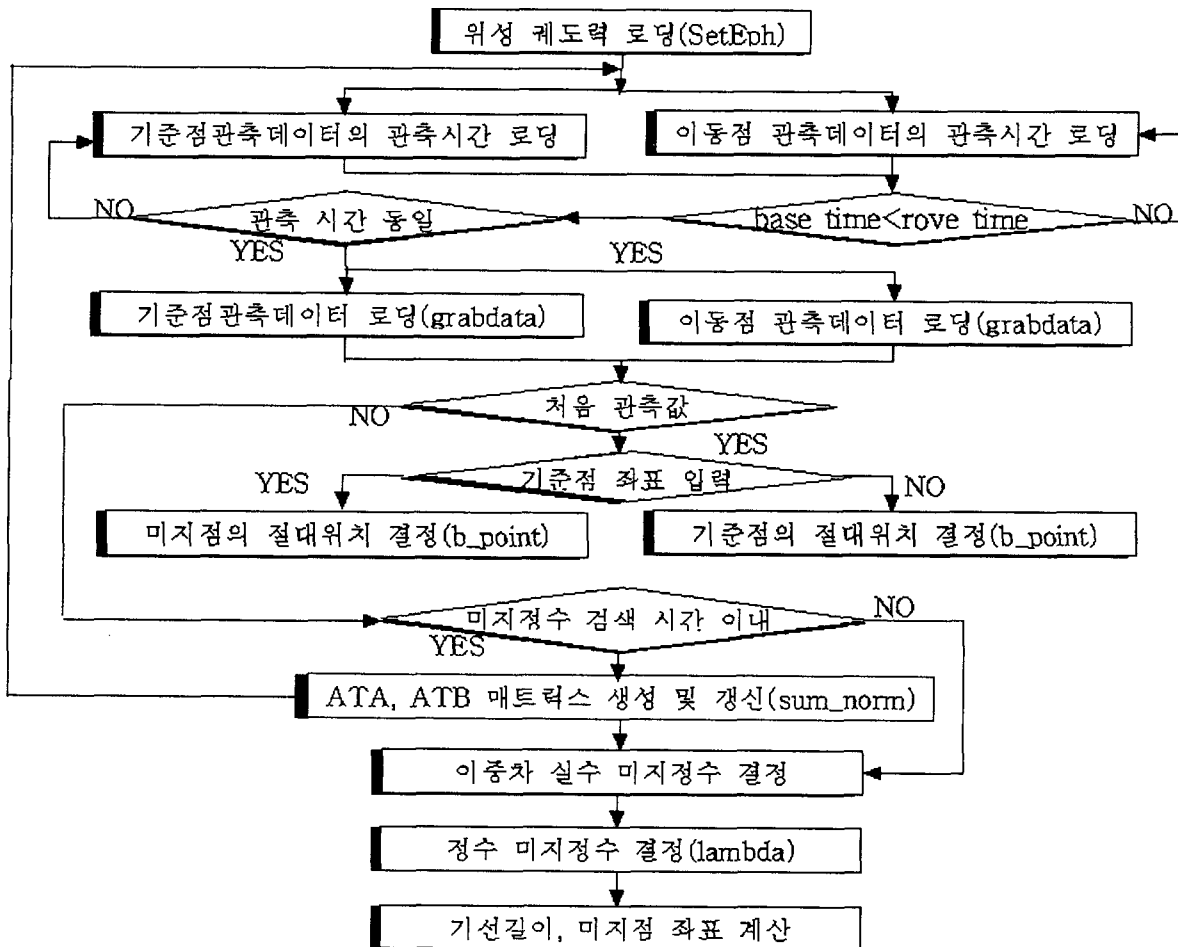 위성 궤도력 로딩(SetEph)
기준점관측데이터의 관측시간 로딩
이동점 관측데이터의 관측시간 로딩
NO
관측 시간 동일
base time<rove time
NO
YES
YES
기준점관측데이터 로딩(grabdata)
이동점 관측데이터 로딩(grabdata)
처음 관측값
NO
YES
기준점 좌표 입력
YES
NO
미지점의 절대위치 결정(b_point)
기준점의 절대위치 결정(b_point)
미지정수 검색 시간 이내
NO
YES
ATA, ATB 매트릭스 생성 및 갱신(sum_norm)
이중차 실수 미지정수 결정
정수 미지정수 결정(lambda)
기선길이, 미지점 좌표 계산